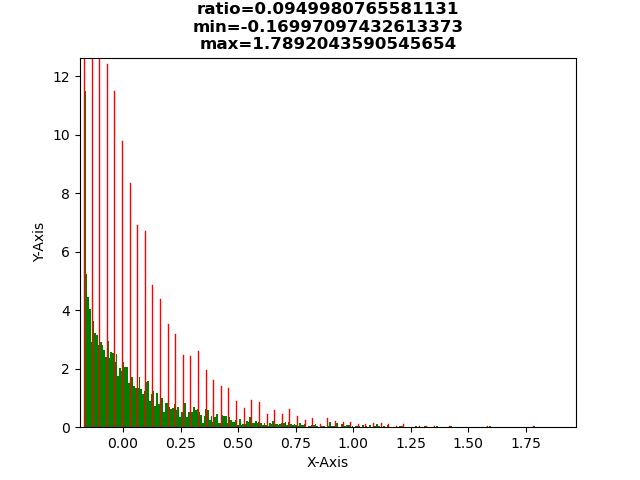 ratio=0.0949980765581131
min=-0.16997097432613373
max=1.7892043590545654
12
10
8
6
4
2
0
Y-Axis
0.00 0.25 0.50 0.75 1.00 1.25 1.50 1.75
X-Axis